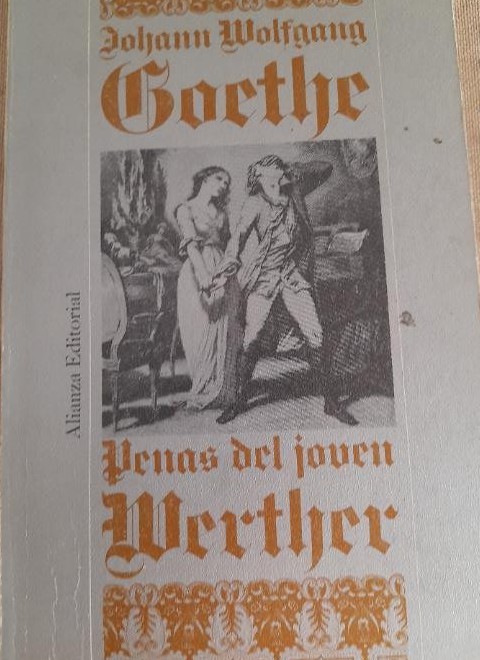 Johann Wolfgang
Goethe
Alianza Editorial
Penas del joven
Werther